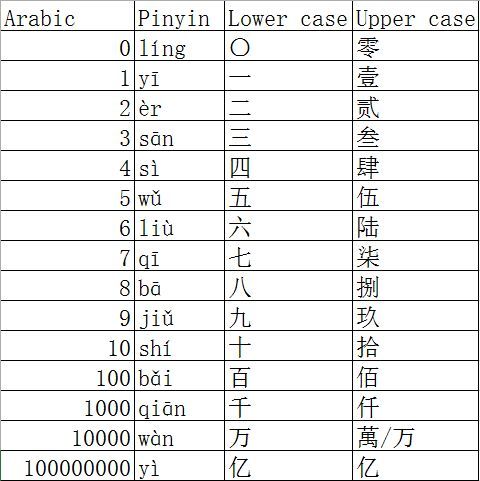 Arabic Pinyin Lower case Upper case
0 líng 〇 零
1 yī 一 壹
2 èr 二 贰
3 sān 三 叁
4 sì 四 肆
5 wǔ 五 伍
6 liù 六 陆
7 qī 七 柒
8 bā 八 捌
9 jiǔ 九 玖
10 shí 十 拾
100 bǎi 百 佰
1000 qiān 千 仟
10000 wàn 万 萬/万
100000000 yì 亿 亿